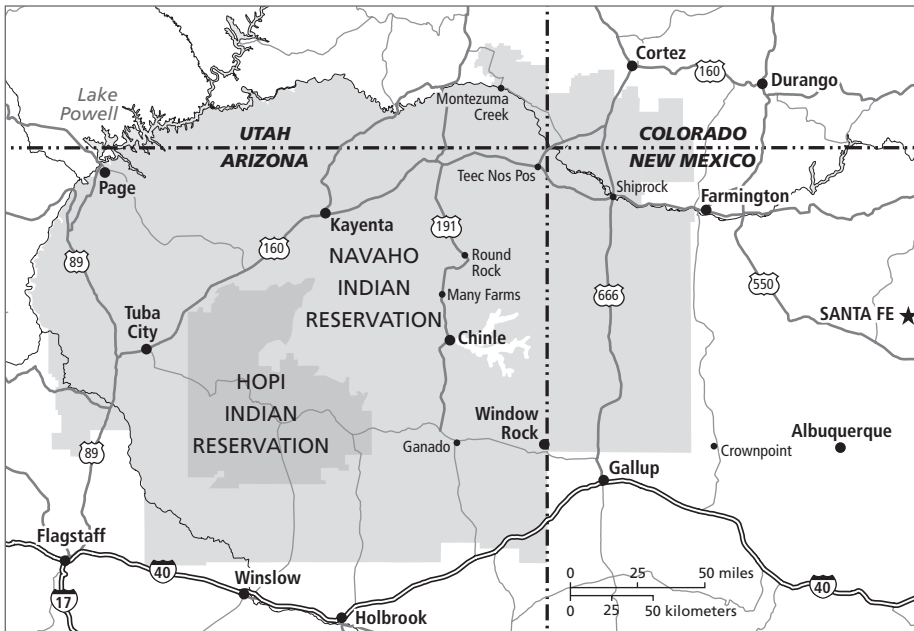 Cortez
160
Durango
Lake
Powell
Montezuma
Creek
UTAH
ARIZONA
COLORADO
NEW MEXICO
Teec Nos Pos
Page
Shiprock
Farmington
Kayenta
191
NAVAHO
INDIAN
RESERVATION
160
89
Round
Rock
Many Farms
666
550
SANTA FE
Tuba
City
Chinle
HOPI
INDIAN
RESERVATION
Window
Rock
Ganado
Crownpoint
Albuquerque
89
Gallup
Flagstaff
40
17
Winslow
Holbrook
0 25 50 miles
0 25 50 kilometers
40